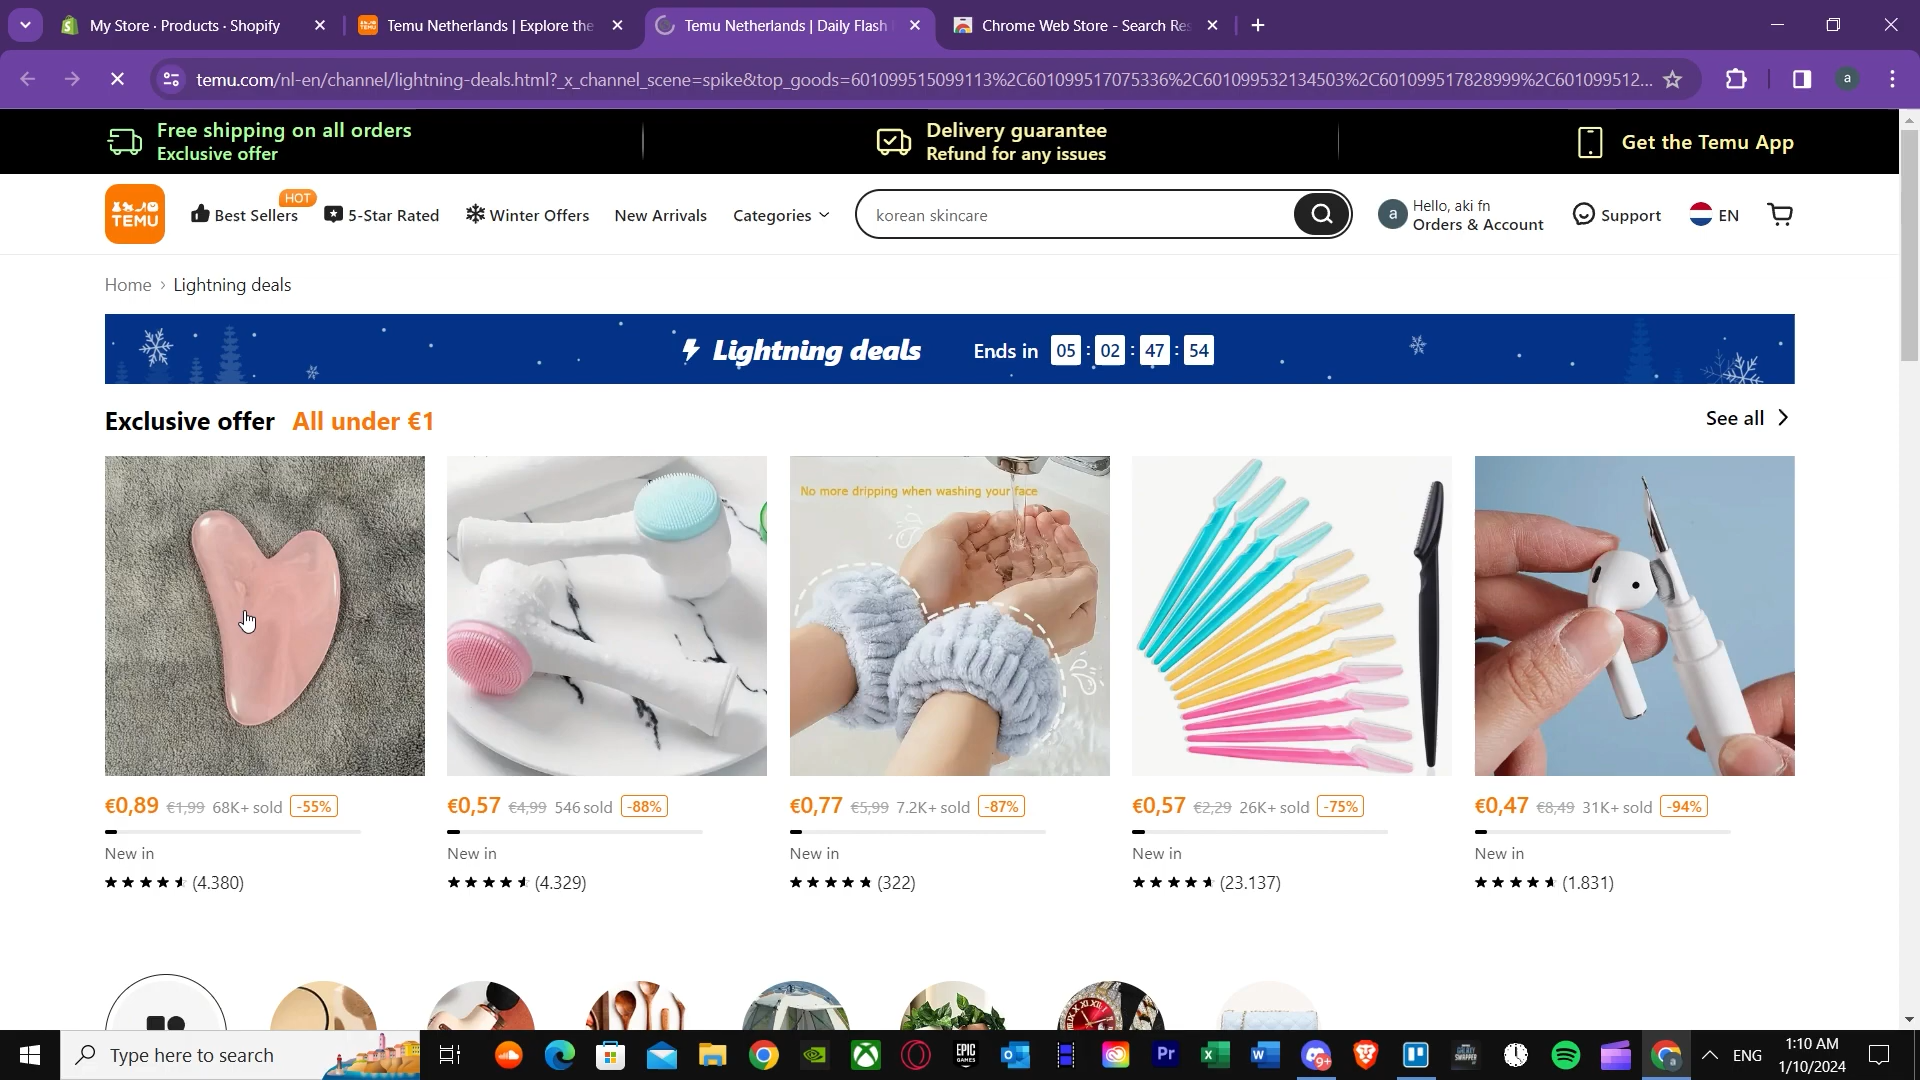 My Store · Products · Shopify
Temu Netherlands | Explore the
Temu Netherlands | Daily Flash
Chrome Web Store - Search Res
temu.com/nl-en/channel/lightning-deals.html?_x_channel_scene=spike&top_goods=601099515099113%2C601099517075336%2C601099532134503%2C601099517828999%2C601099512...
a
Free shipping on all orders
Exclusive offer
Delivery guarantee
Refund for any issues
Get the Temu App
TEMU
Best Sellers
HOT
5-Star Rated
Winter Offers
New Arrivals
Categories
korean skincare
a
Hello, aki fn
Orders & Account
Support
EN
Home › Lightning deals
Lightning deals
Ends in 05 : 02 : 47 : 54
Exclusive offer All under €1
See all
No more dripping when washing your face
€0,89 €1,99 68K+ sold -55%
New in
(4.380)
€0,57 €4,99 546 sold -88%
New in
(4.329)
€0,77 €5,99 7.2K+ sold -87%
New in
(322)
€0,57 €2,29 26K+ sold -75%
New in
(23.137)
€0,47 €8,49 31K+ sold -94%
New in
(1.831)
Type here to search
EPIC
GAMES
Pr
9+
a
ENG
1:10 AM
1/10/2024